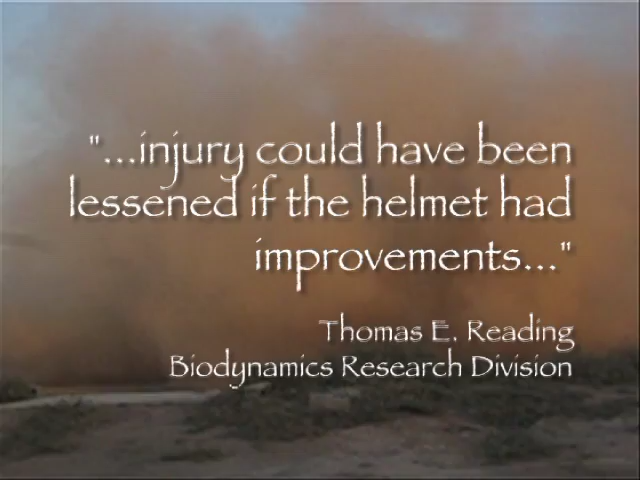 "...injury could have been
lessened if the helmet had
improvements..."
Thomas E. Reading
Biodynamics Research Division